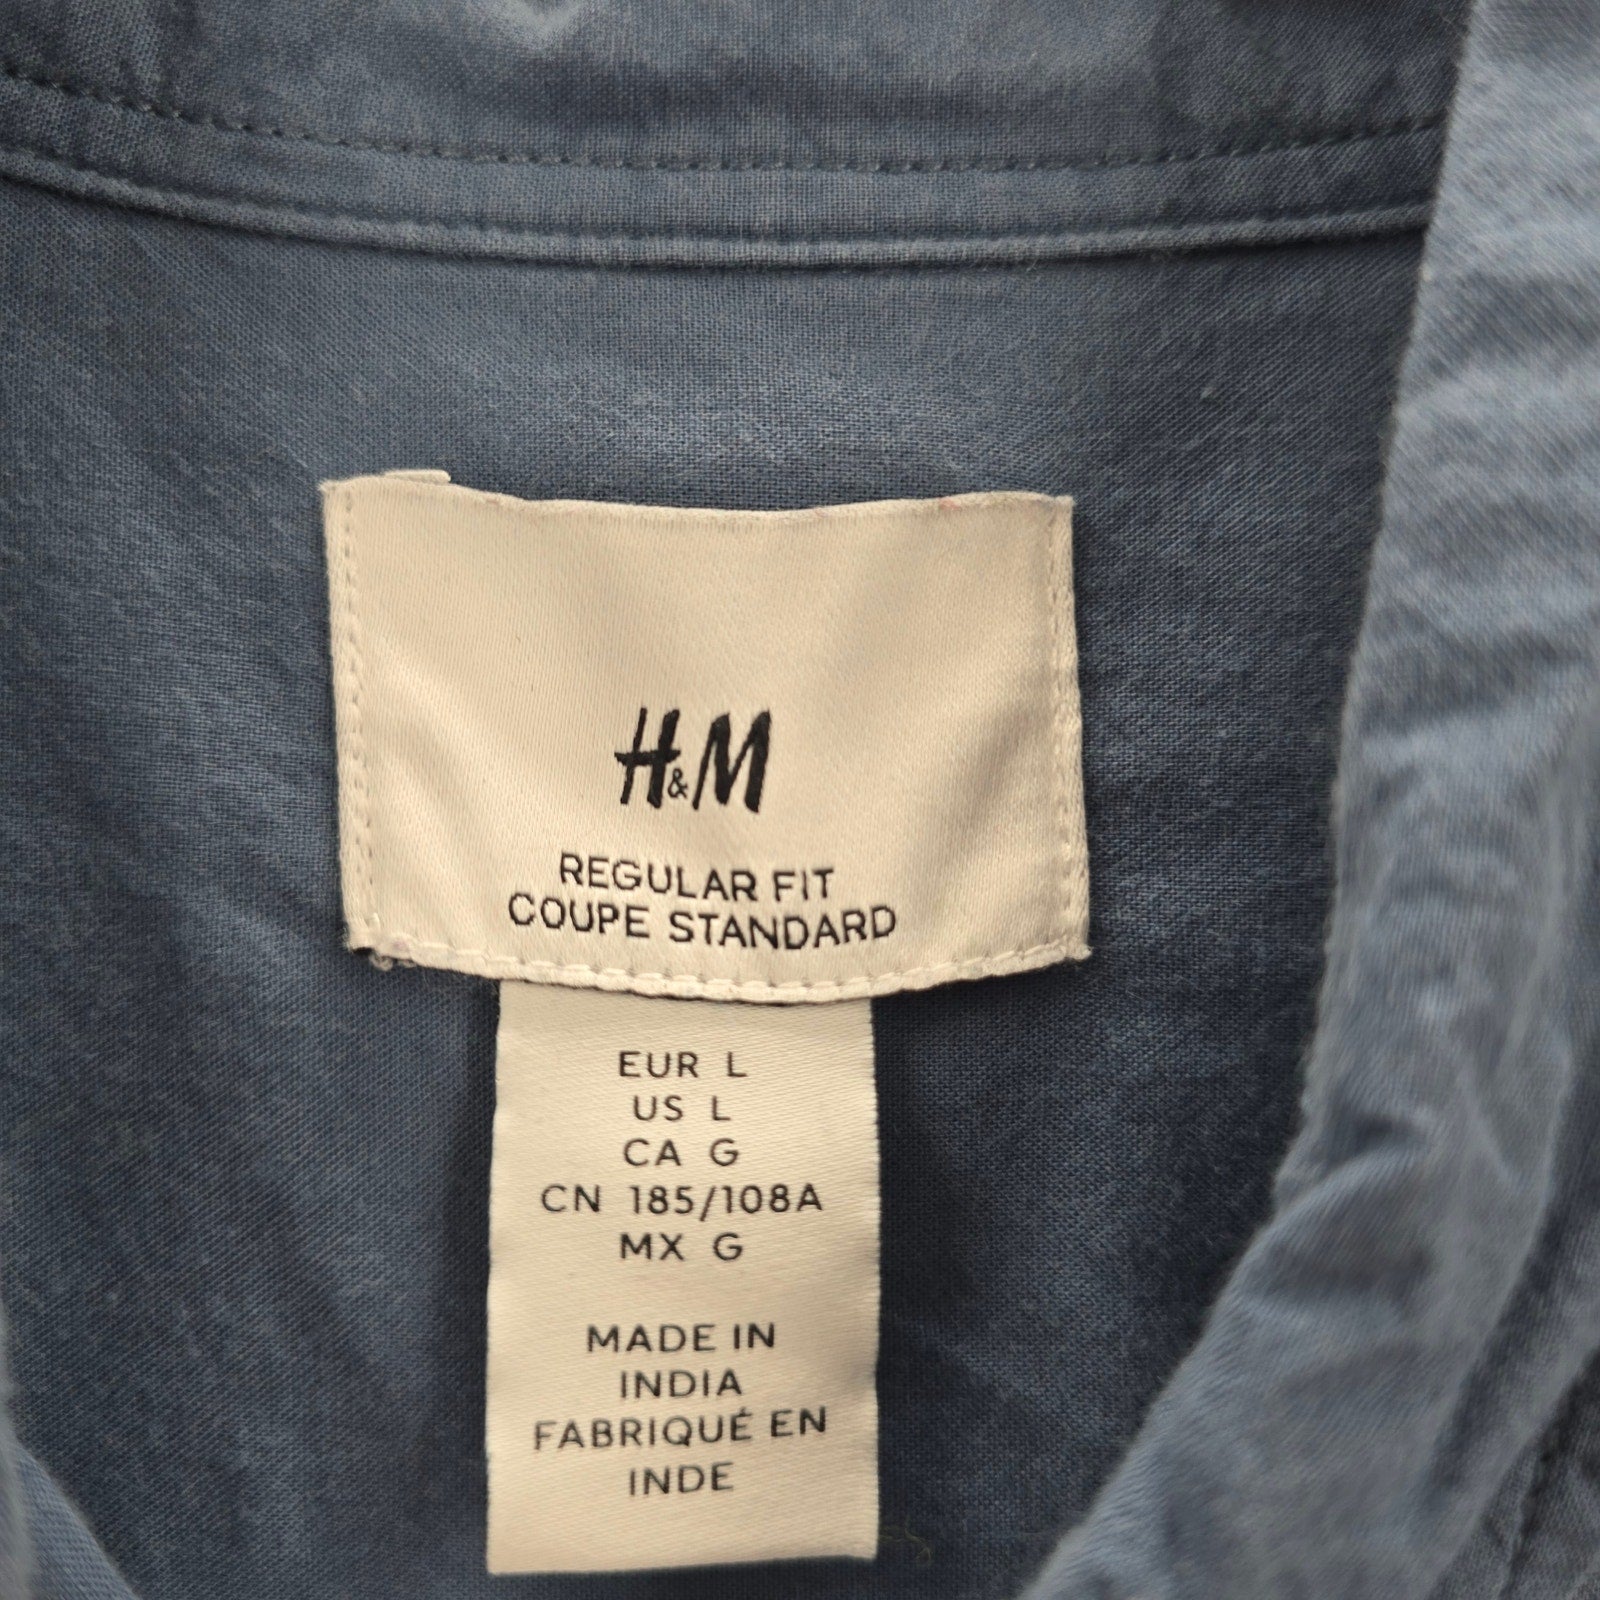 H&M
REGULAR FIT
COUPE STANDARD
EUR L
US L
CA G
CN 185/108A
MX G
MADE IN
INDIA
FABRIQUÉ EN
INDE